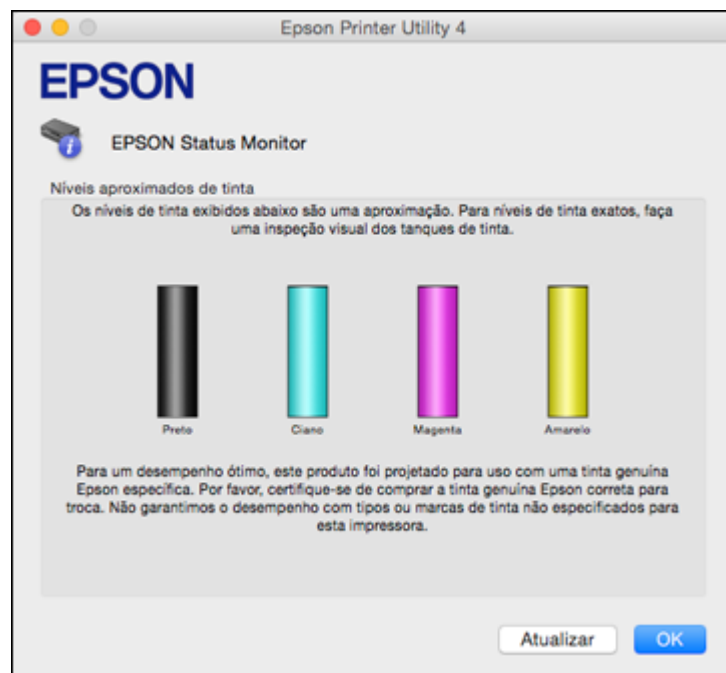 Epson Printer Utility 4
EPSON
EPSON Status Monitor
Níveis aproximados de tinta
Os níveis de tinta exibidos abaixo são uma aproximação. Para níveis de tinta exatos, faça
uma inspeção visual dos tanques de tinta.
Preto
Ciano
Magenta
Amarelo
Para um desempenho ótimo, este produto foi projetado para uso com uma tinta genuína
Epson específica. Por favor, certifique-se de comprar a tinta genuína Epson correta para
troca. Não garantimos o desempenho com tipos ou marcas de tinta não especificados para
esta impressora.
Atualizar
OK